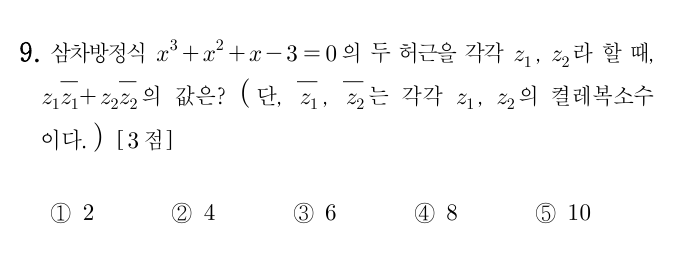 9. 삼차방정식 $x^3+x^2+x-3=0$의 두 허근을 각각 $z_1$, $z_2$라 할 때,
$z_1\overline{z_1}+z_2\overline{z_2}$의 값은? (단, $\overline{z_1}$, $\overline{z_2}$는 각각 $z_1$, $z_2$의 켤레복소수
이다.) [3점]
① 2 ② 4 ③ 6 ④ 8 ⑤ 10